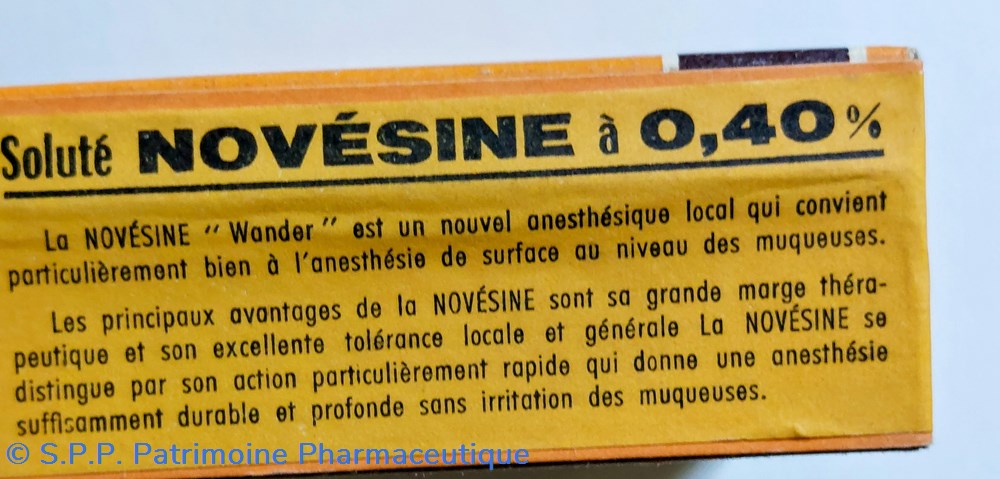 Soluté NOVÉSINE à 0,40 %
La NOVÉSINE “Wander” est un nouvel anesthésique local qui convient
particulièrement bien à l'anesthésie de surface au niveau des muqueuses.
Les principaux avantages de la NOVÉSINE sont sa grande marge théra-
peutique et son excellente tolérance locale et générale La NOVÉSINE se
distingue par son action particulièrement rapide qui donne une anesthésie
suffisamment durable et profonde sans irritation des muqueuses.
© S.P.P. Patrimoine Pharmaceutique